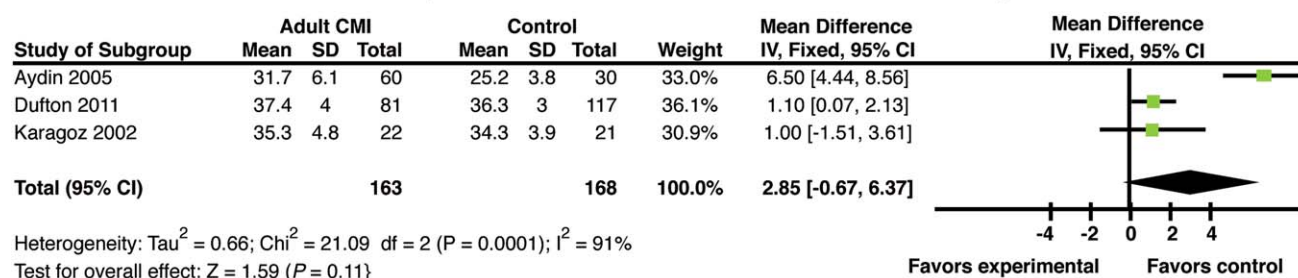 Adult CMI Control Mean Difference Mean Difference
Study of Subgroup Mean SD Total Mean SD Total Weight IV, Fixed, 95% CI IV, Fixed, 95% CI
Aydin 2005 31.7 6.1 60 25.2 3.8 30 33.0% 6.50 [4.44, 8.56]
Dufton 2011 37.4 4 81 36.3 3 117 36.1% 1.10 [0.07, 2.13]
Karagoz 2002 35.3 4.8 22 34.3 3.9 21 30.9% 1.00 [-1.51, 3.61]
Total (95% CI) 163 168 100.0% 2.85 [-0.67, 6.37]
-4 -2 0 2 4
Heterogeneity: Tau² = 0.66; Chi² = 21.09 df = 2 (P = 0.0001); I² = 91%
Test for overall effect: Z = 1.59 (P = 0.11}
Favors experimental Favors control